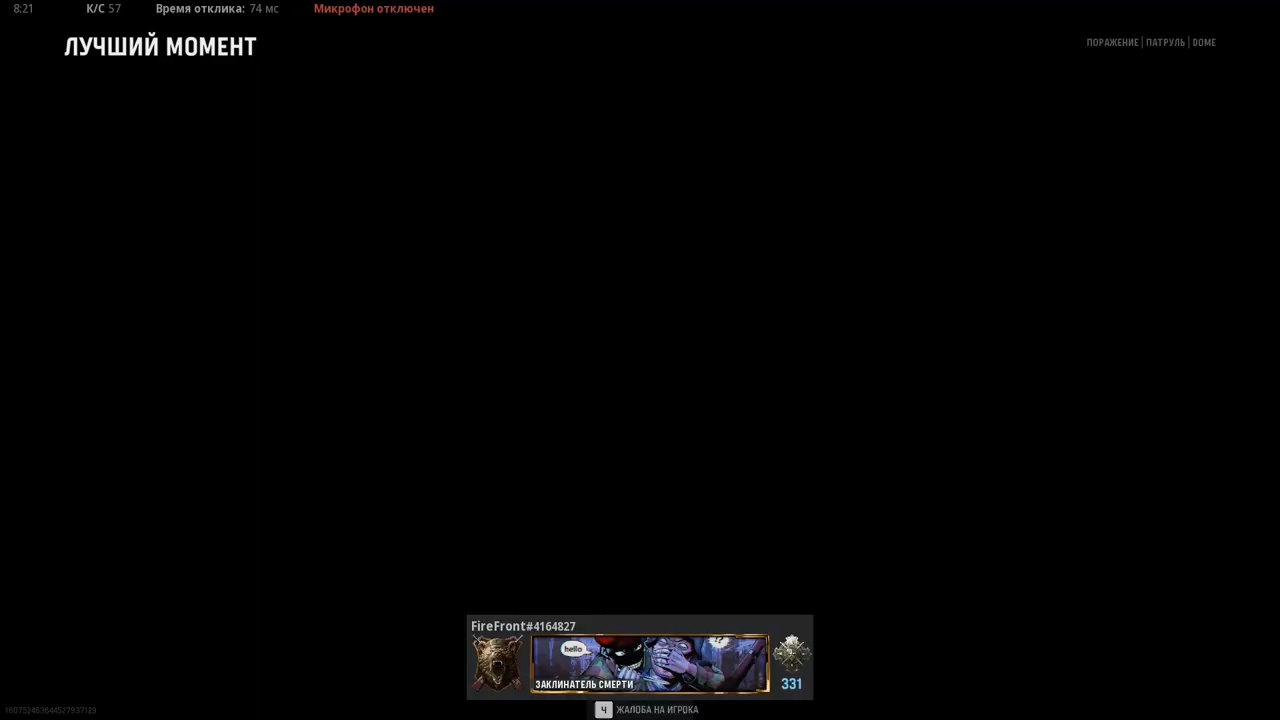 8:21 К/С 57 Время отклика: 74 мс Микрофон отключен
ЛУЧШИЙ МОМЕНТ
ПОРАЖЕНИЕ | ПАТРУЛЬ | DOME
FireFront#4164827
hello
!?
ЗАКЛИНАТЕЛЬ СМЕРТИ
331
Ч ЖАЛОБА НА ИГРОКА